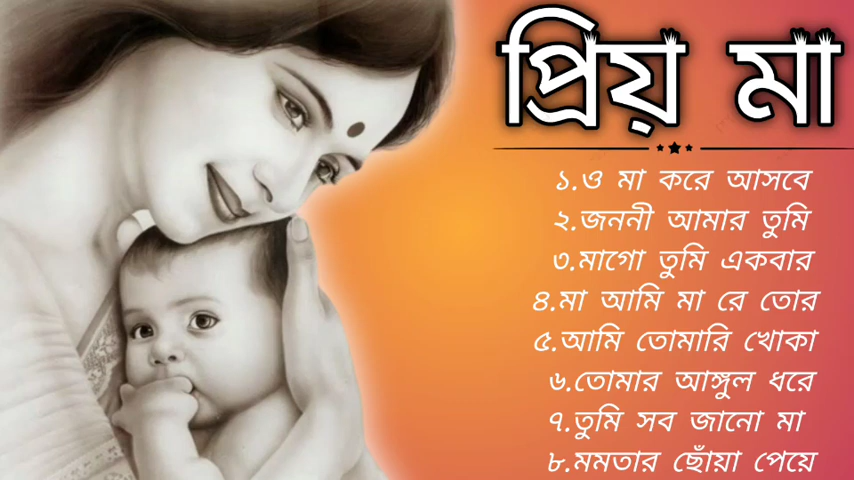 প্রিয় মা
১.ও মা করে আসবে
২.জননী আমার তুমি
৩.মাগো তুমি একবার
৪.মা আমি মা রে তোর
৫.আমি তোমারি খোকা
৬.তোমার আঙ্গুল ধরে
৭.তুমি সব জানো মা
৮.মমতার ছোঁয়া পেয়ে